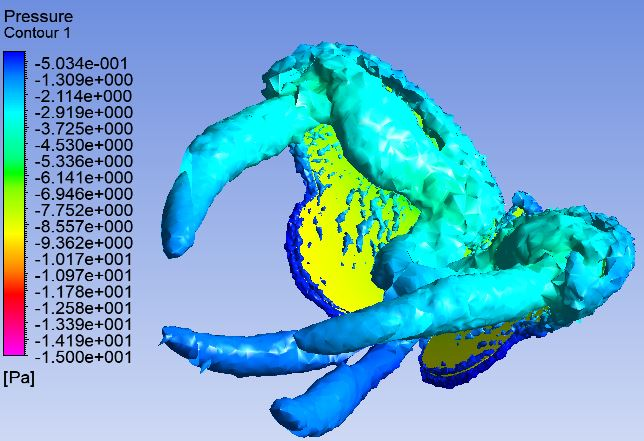 Pressure
Contour 1
-5.034e-001
-1.309e+000
-2.114e+000
-2.919e+000
-3.725e+000
-4.530e+000
-5.336e+000
-6.141e+000
-6.946e+000
-7.752e+000
-8.557e+000
-9.362e+000
-1.017e+001
-1.097e+001
-1.178e+001
-1.258e+001
-1.339e+001
-1.419e+001
-1.500e+001
[Pa]